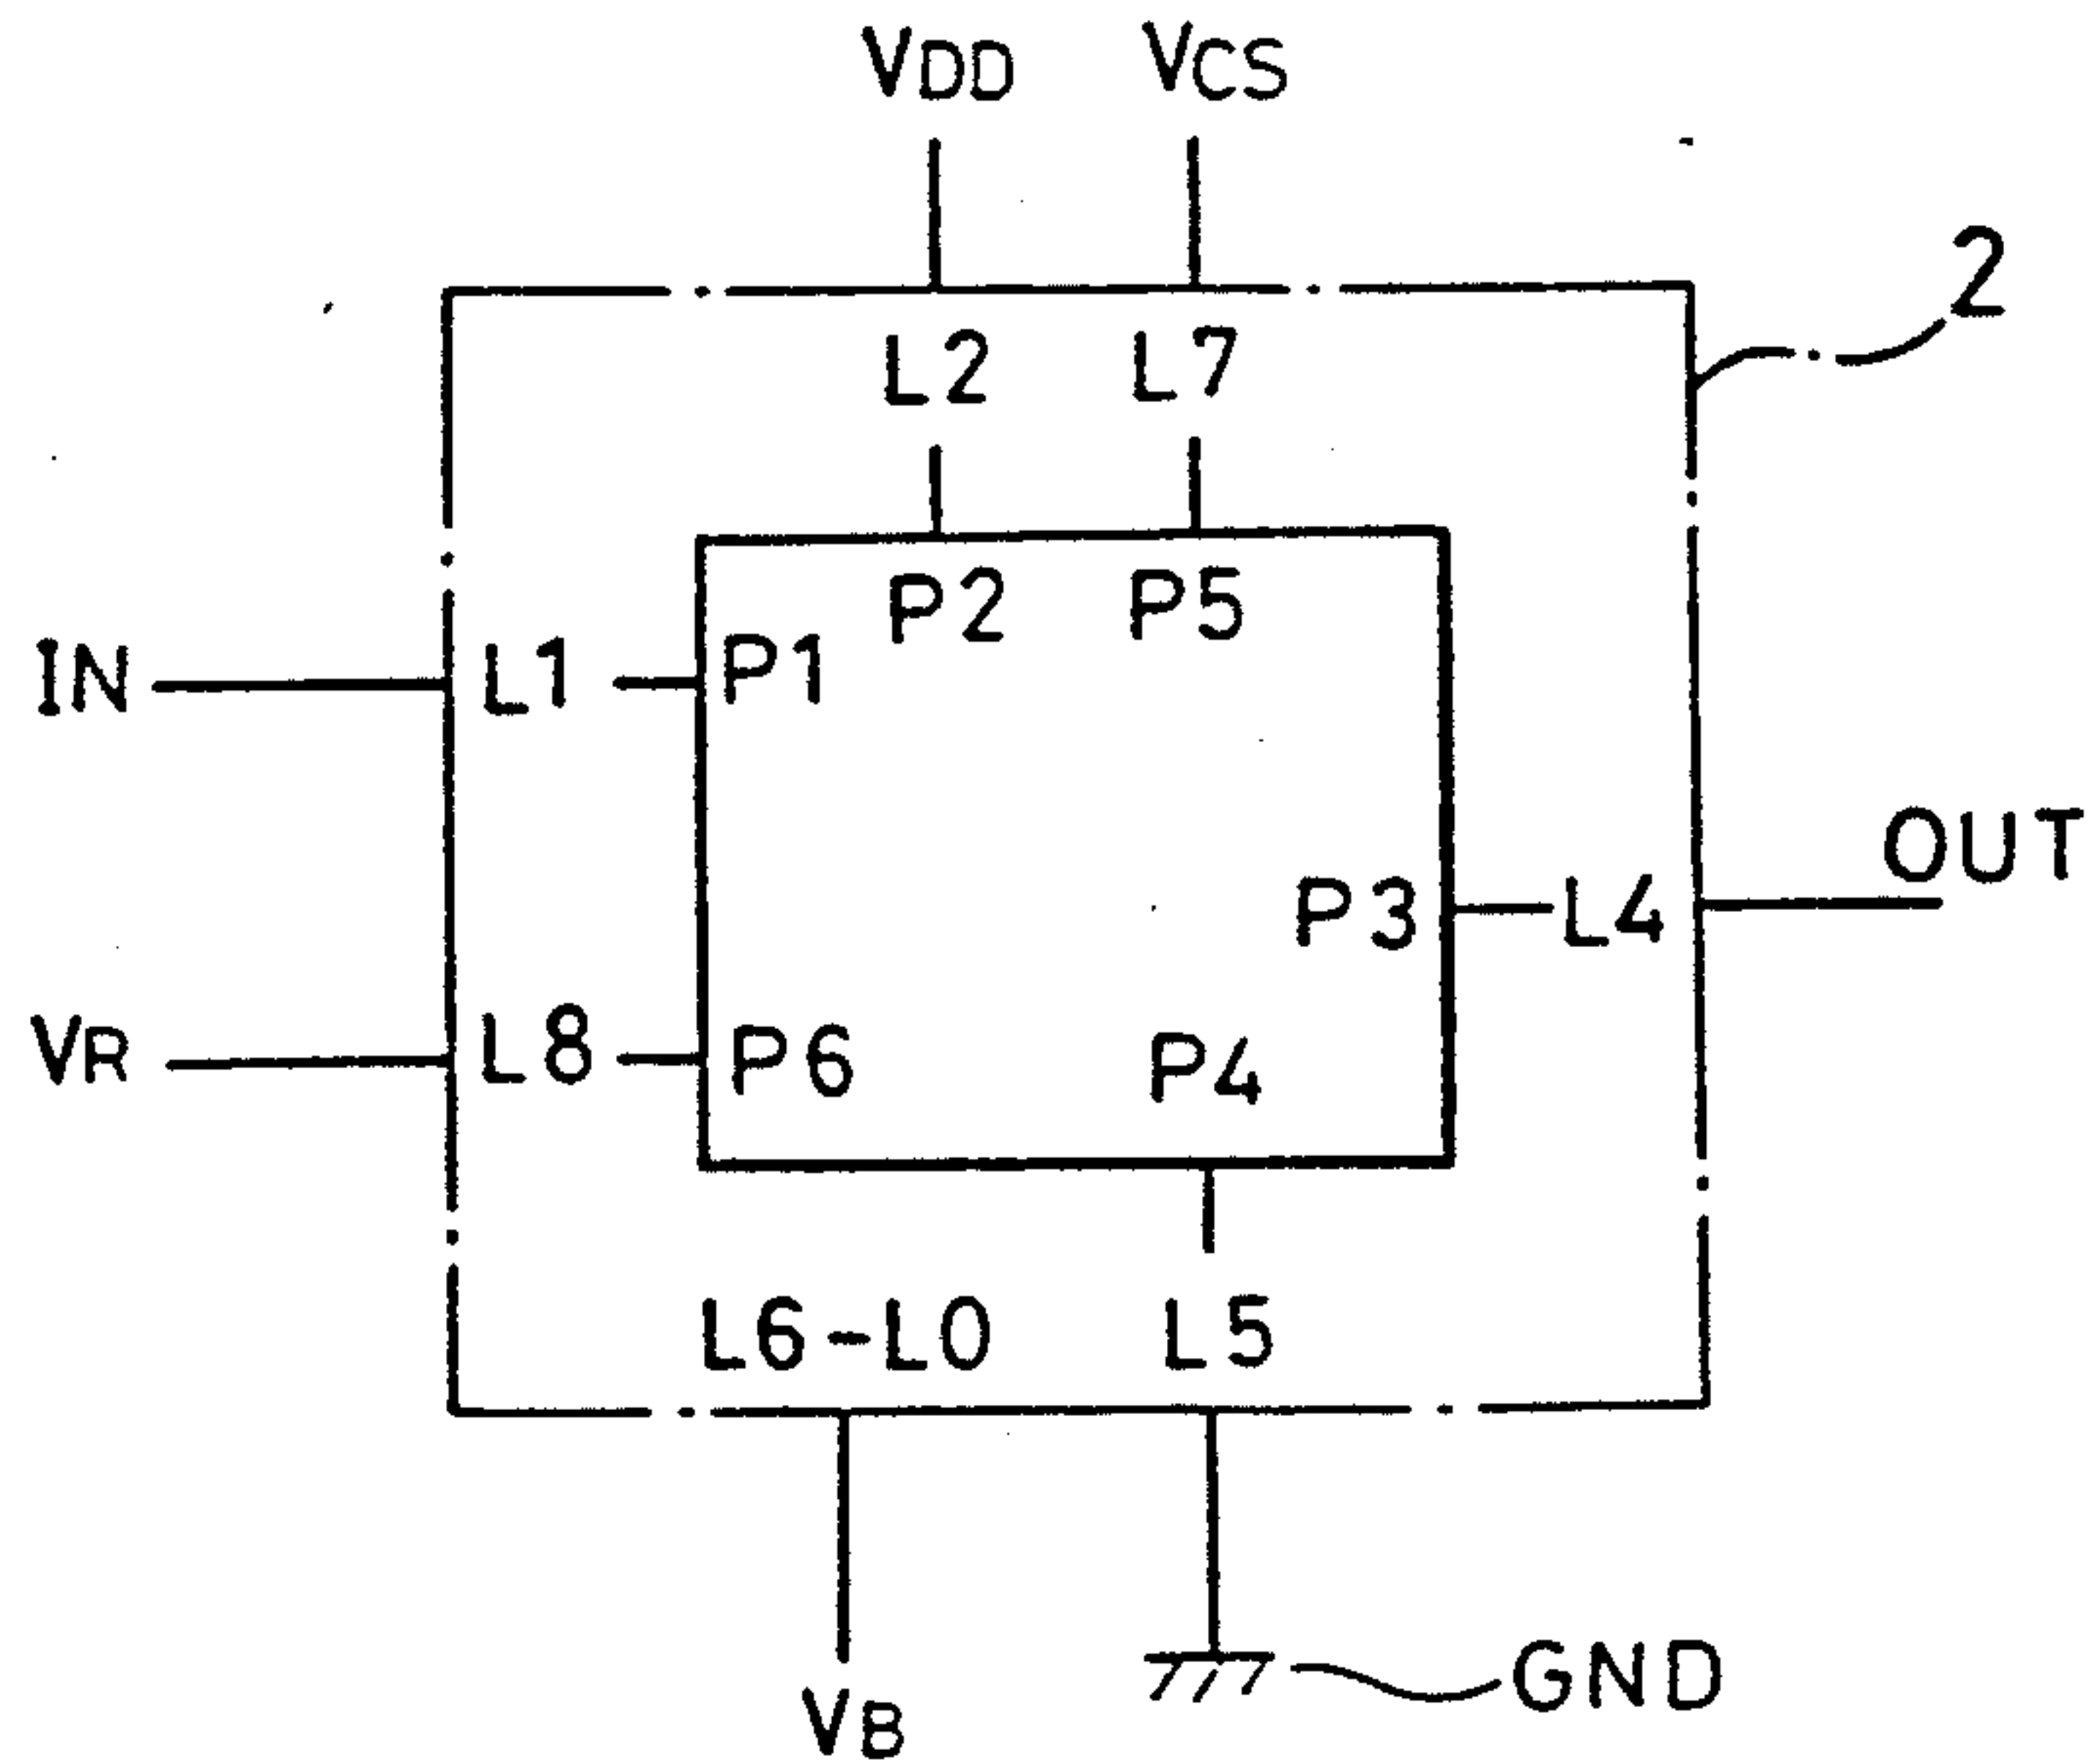 VDD VCS
2
L2 L7
P2 P5
IN L1 P1
OUT
P3 L4
VR L8 P6 P4
L6-L0 L5
GND
VB